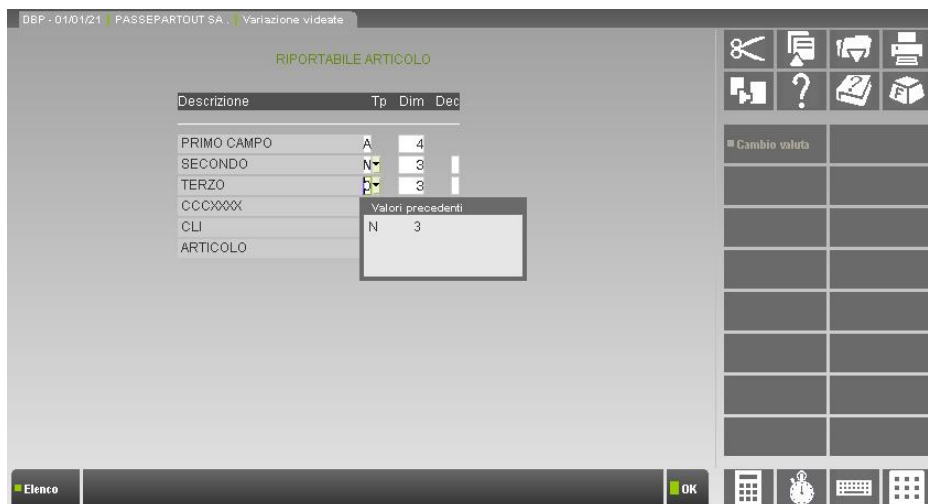 DBP - 01/01/21 PASSEPARTOUT SA . Variazione videate
RIPORTABILE ARTICOLO
Descrizione Tp Dim Dec
PRIMO CAMPO A 4
SECONDO N 3
TERZO 3
CCCXXXX
CLI
ARTICOLO
Valori precedenti
N 3
Cambio valuta
Elenco
OK